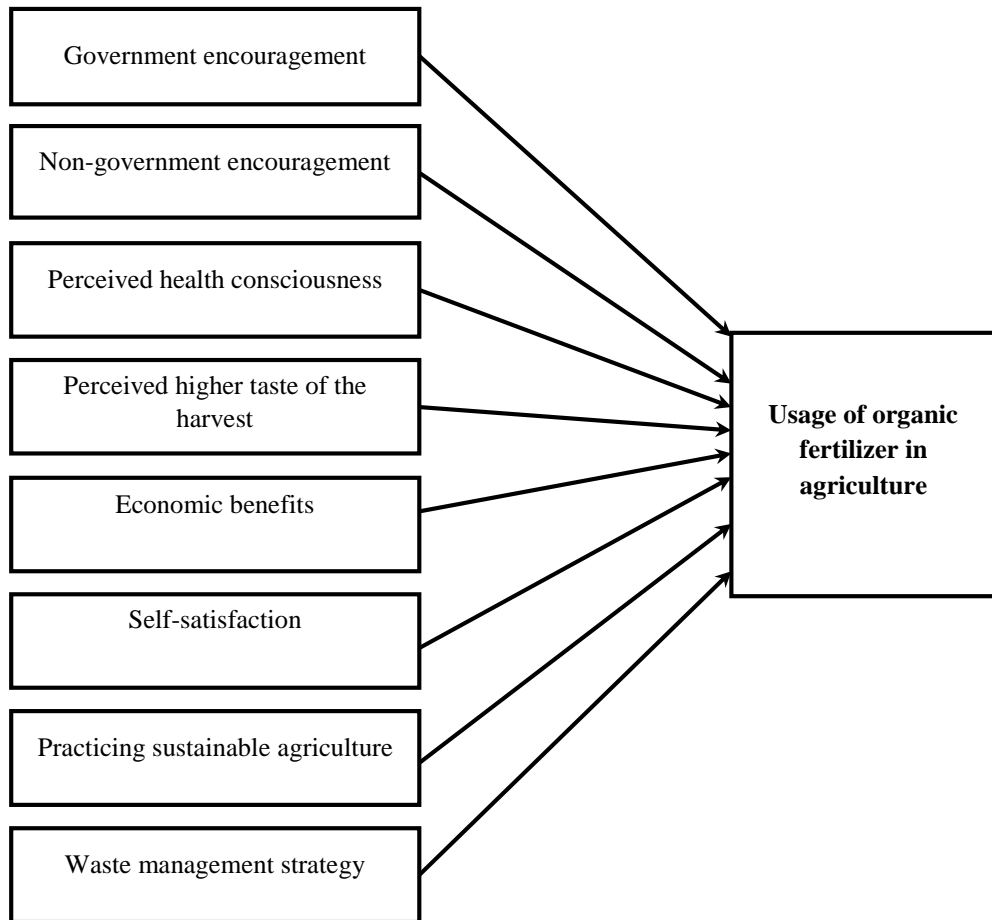 Government encouragement
Non-government encouragement
Perceived health consciousness
Perceived higher taste of the
harvest
Economic benefits
Self-satisfaction
Practicing sustainable agriculture
Waste management strategy
Usage of organic
fertilizer in
agriculture